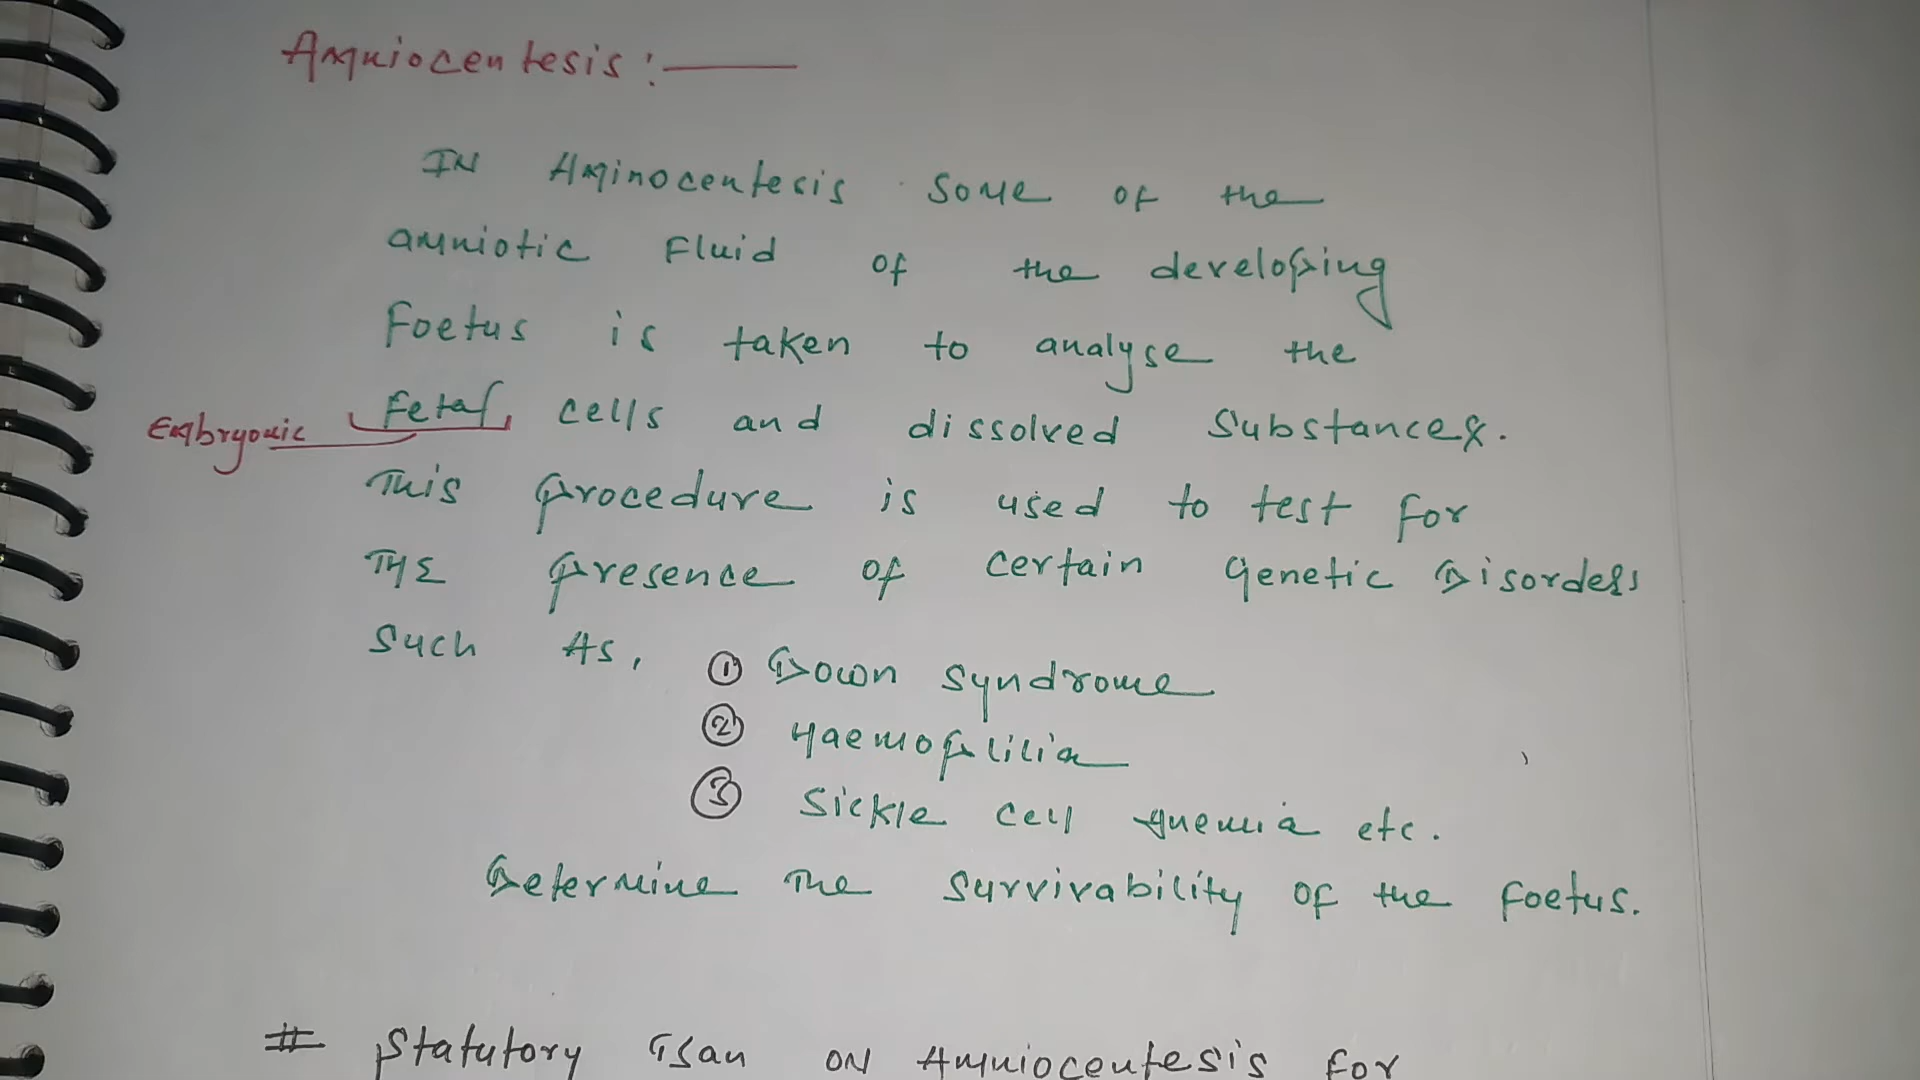 Amniocentesis :—
IN Aminocentesis some of the
amniotic Fluid of the developing
Foetus is taken to analyse the
Embryonic Fetal cells and dissolved Substances.
This procedure is used to test for
THE presence of certain genetic Disorders
Such As, ① Down Syndrome
② Haemophilia
③ Sickle cell anemia etc.
Determine The Survivability of the foetus.
# Statutory Ban ON Amniocentesis For